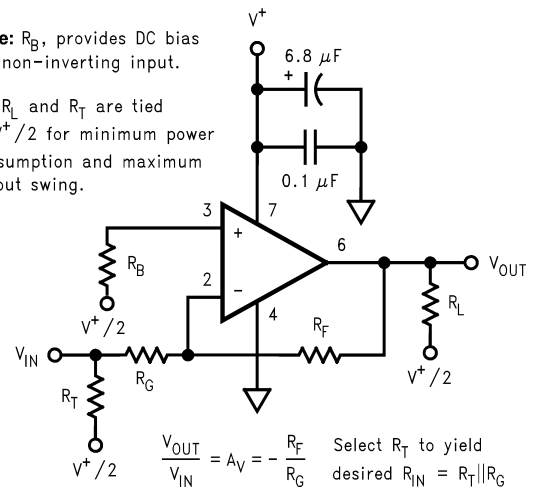 V⁺
e: R_B, provides DC bias
non-inverting input.
6.8 µF
+
R_L and R_T are tied
V⁺/2 for minimum power
sumption and maximum
out swing.
0.1 µF
3
7
+
6
V_OUT
R_B
2
−
4
R_L
V⁺/2
R_F
V_IN
R_G
V⁺/2
R_T
V⁺/2
V_OUT/V_IN = A_V = − R_F/R_G
Select R_T to yield
desired R_IN = R_T||R_G